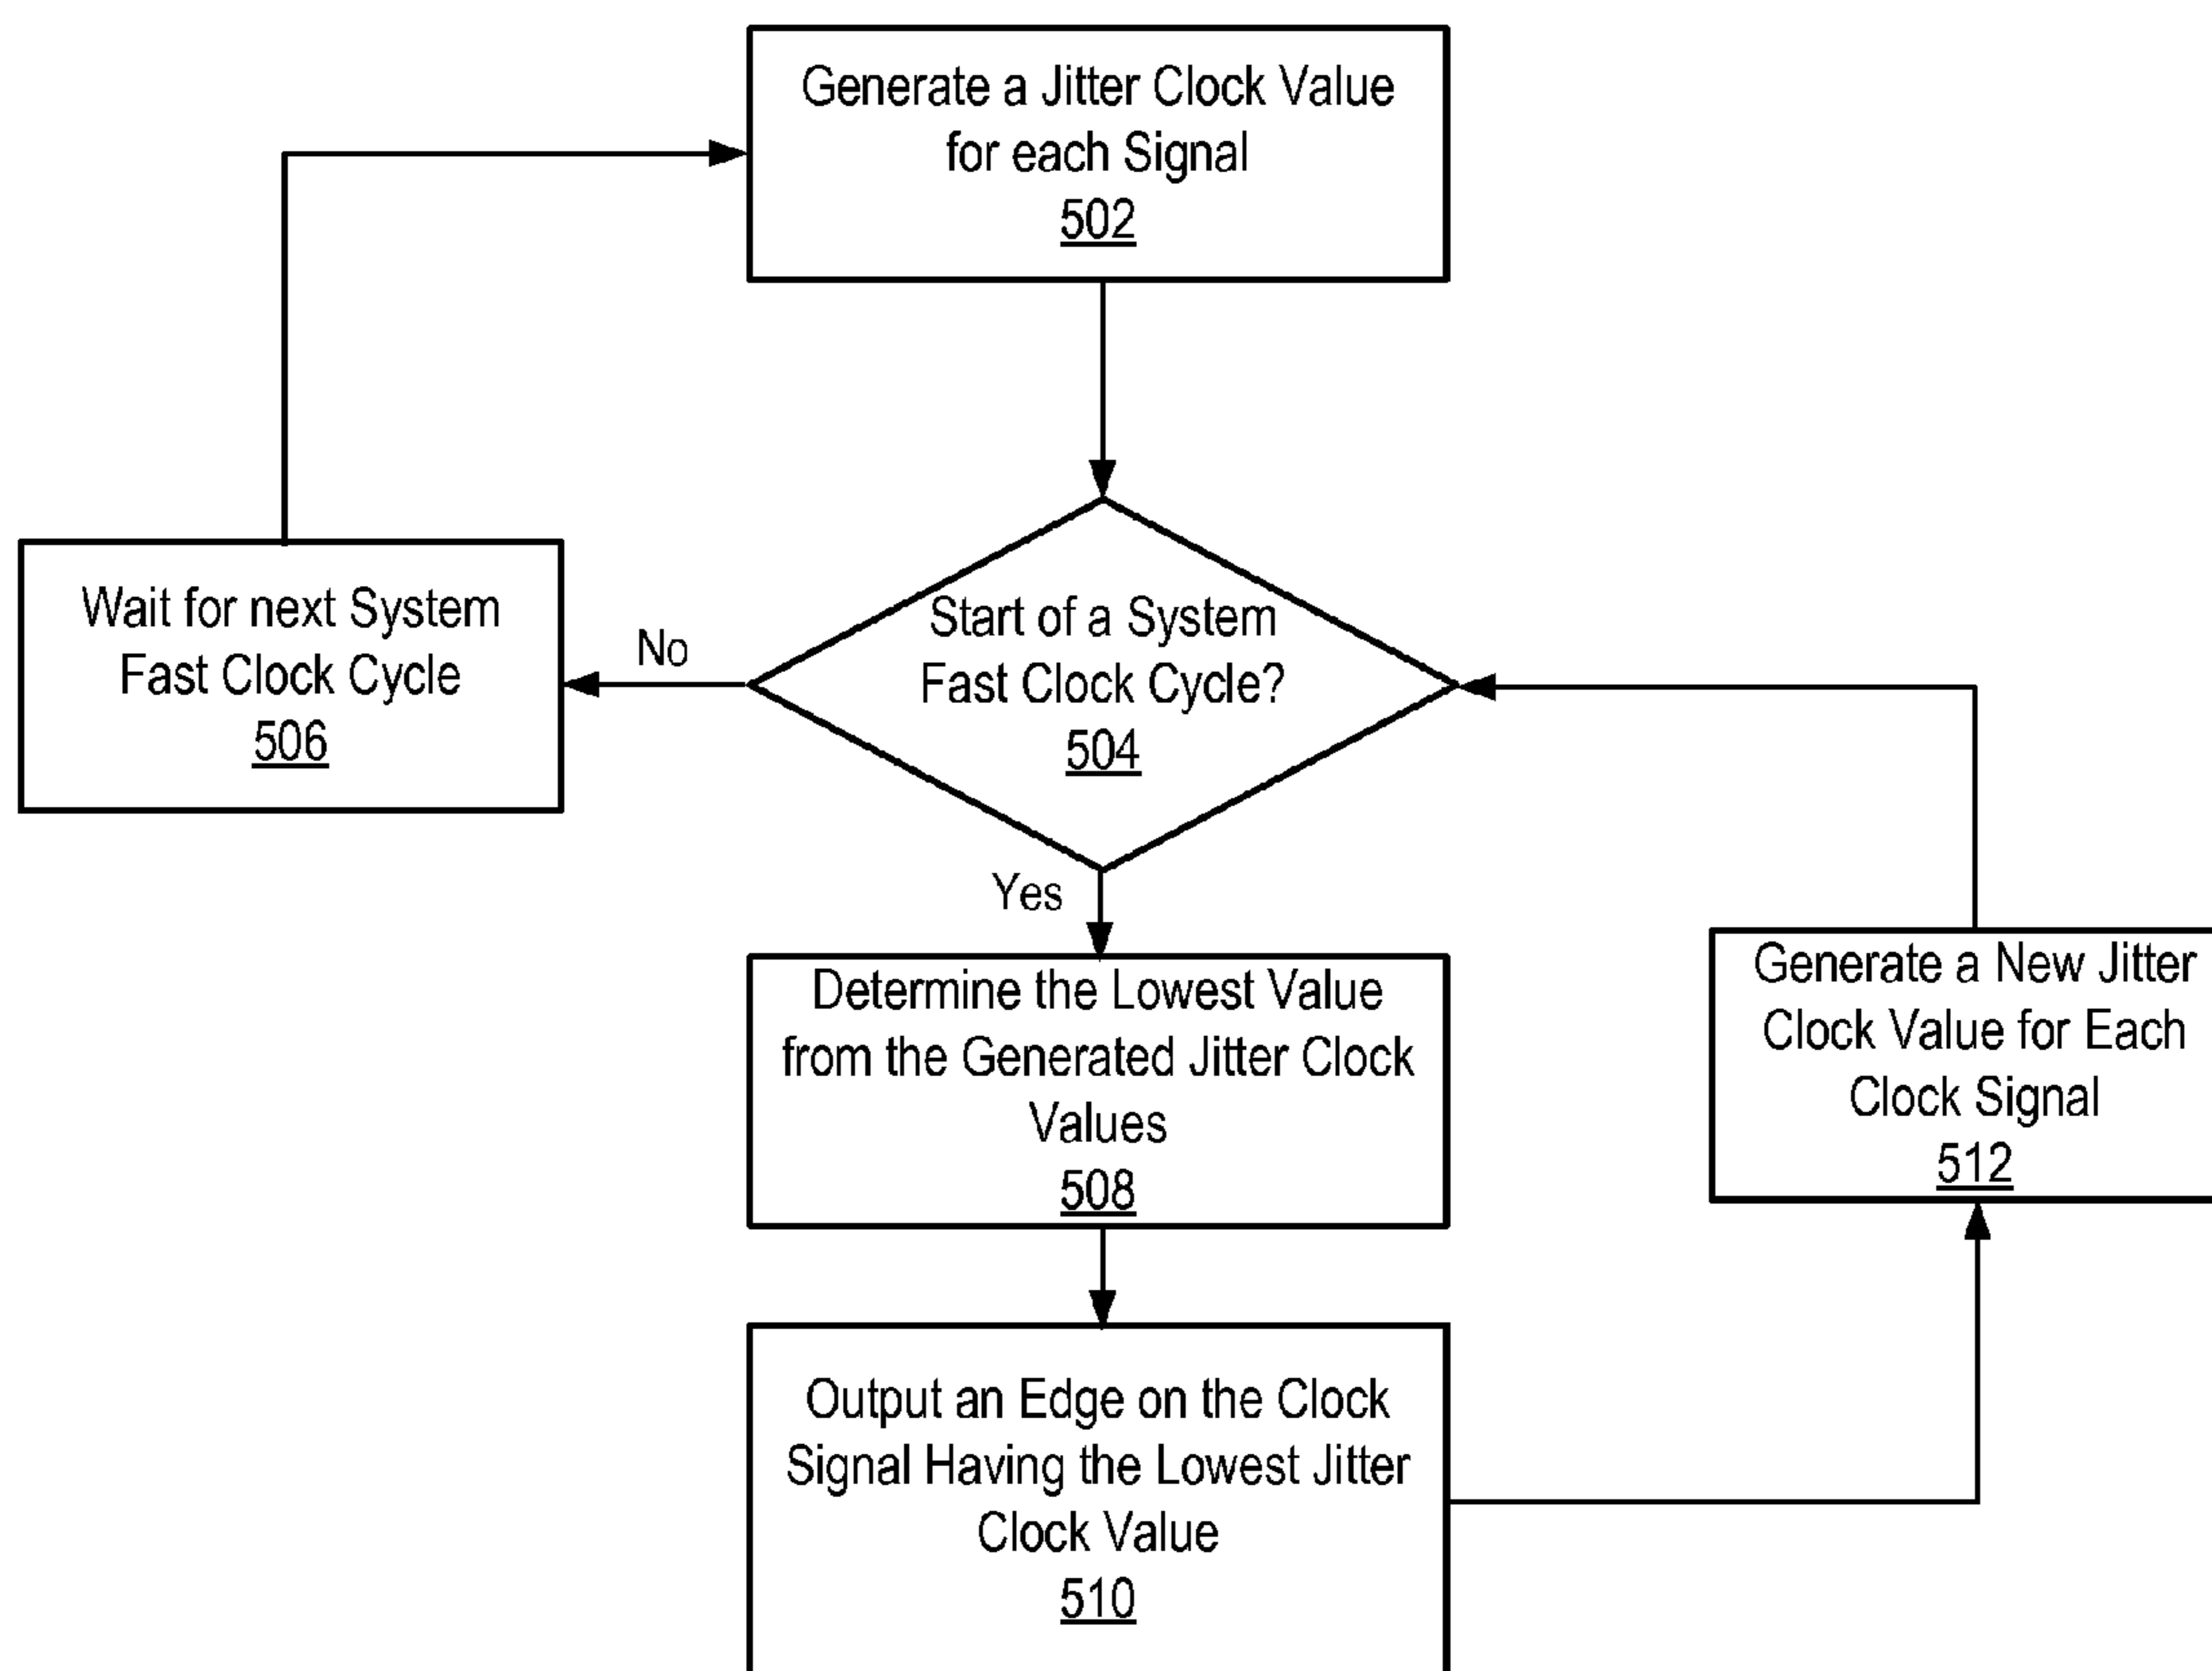 Generate a Jitter Clock Value
for each Signal
502
Wait for next System
Fast Clock Cycle
506
No
Start of a System
Fast Clock Cycle?
504
Yes
Determine the Lowest Value
from the Generated Jitter Clock
Values
508
Generate a New Jitter
Clock Value for Each
Clock Signal
512
Output an Edge on the Clock
Signal Having the Lowest Jitter
Clock Value
510